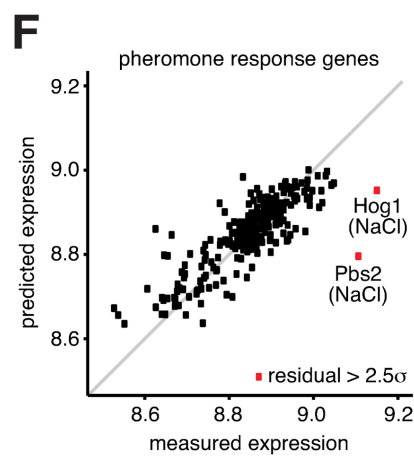 F
pheromone response genes
9.2
9.0
8.8
8.6
predicted expression
Hog1
(NaCl)
Pbs2
(NaCl)
residual > 2.5σ
8.6 8.8 9.0 9.2
measured expression